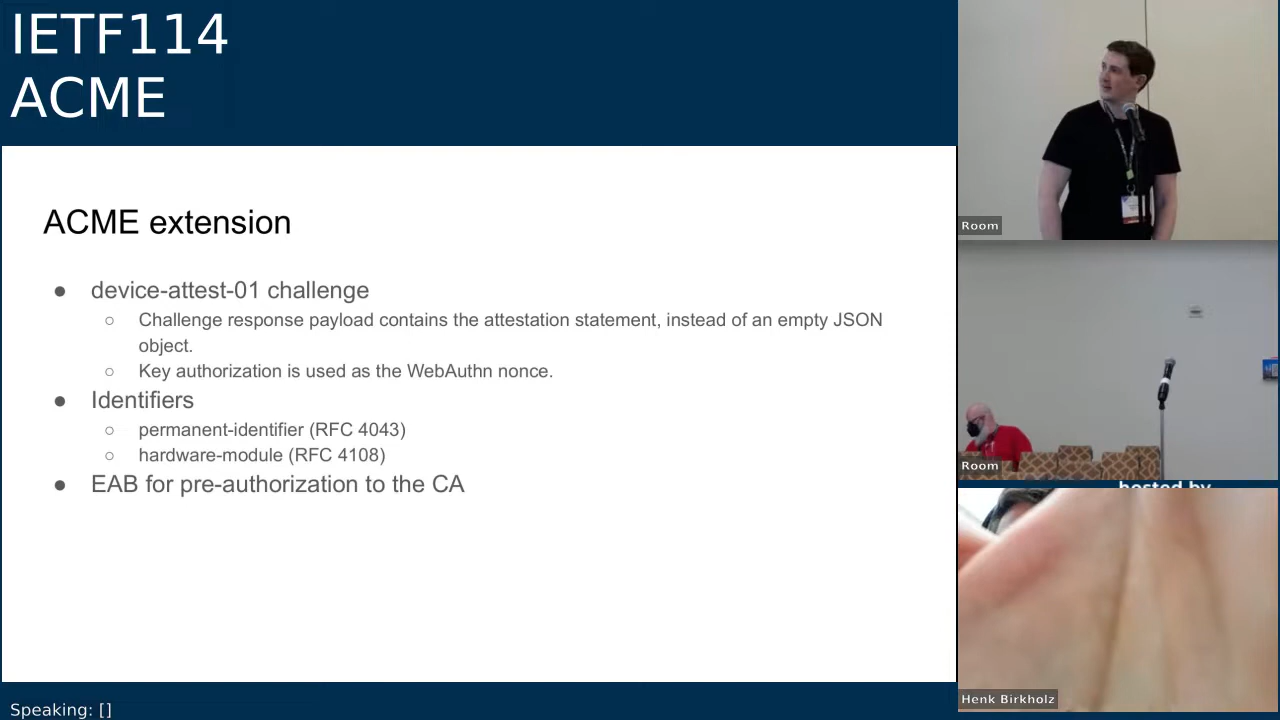 IETF114
ACME
ACME extension
● device-attest-01 challenge
○ Challenge response payload contains the attestation statement, instead of an empty JSON
object.
○ Key authorization is used as the WebAuthn nonce.
● Identifiers
○ permanent-identifier (RFC 4043)
○ hardware-module (RFC 4108)
● EAB for pre-authorization to the CA
Speaking: []
Room
Room
hosted by
Henk Birkholz